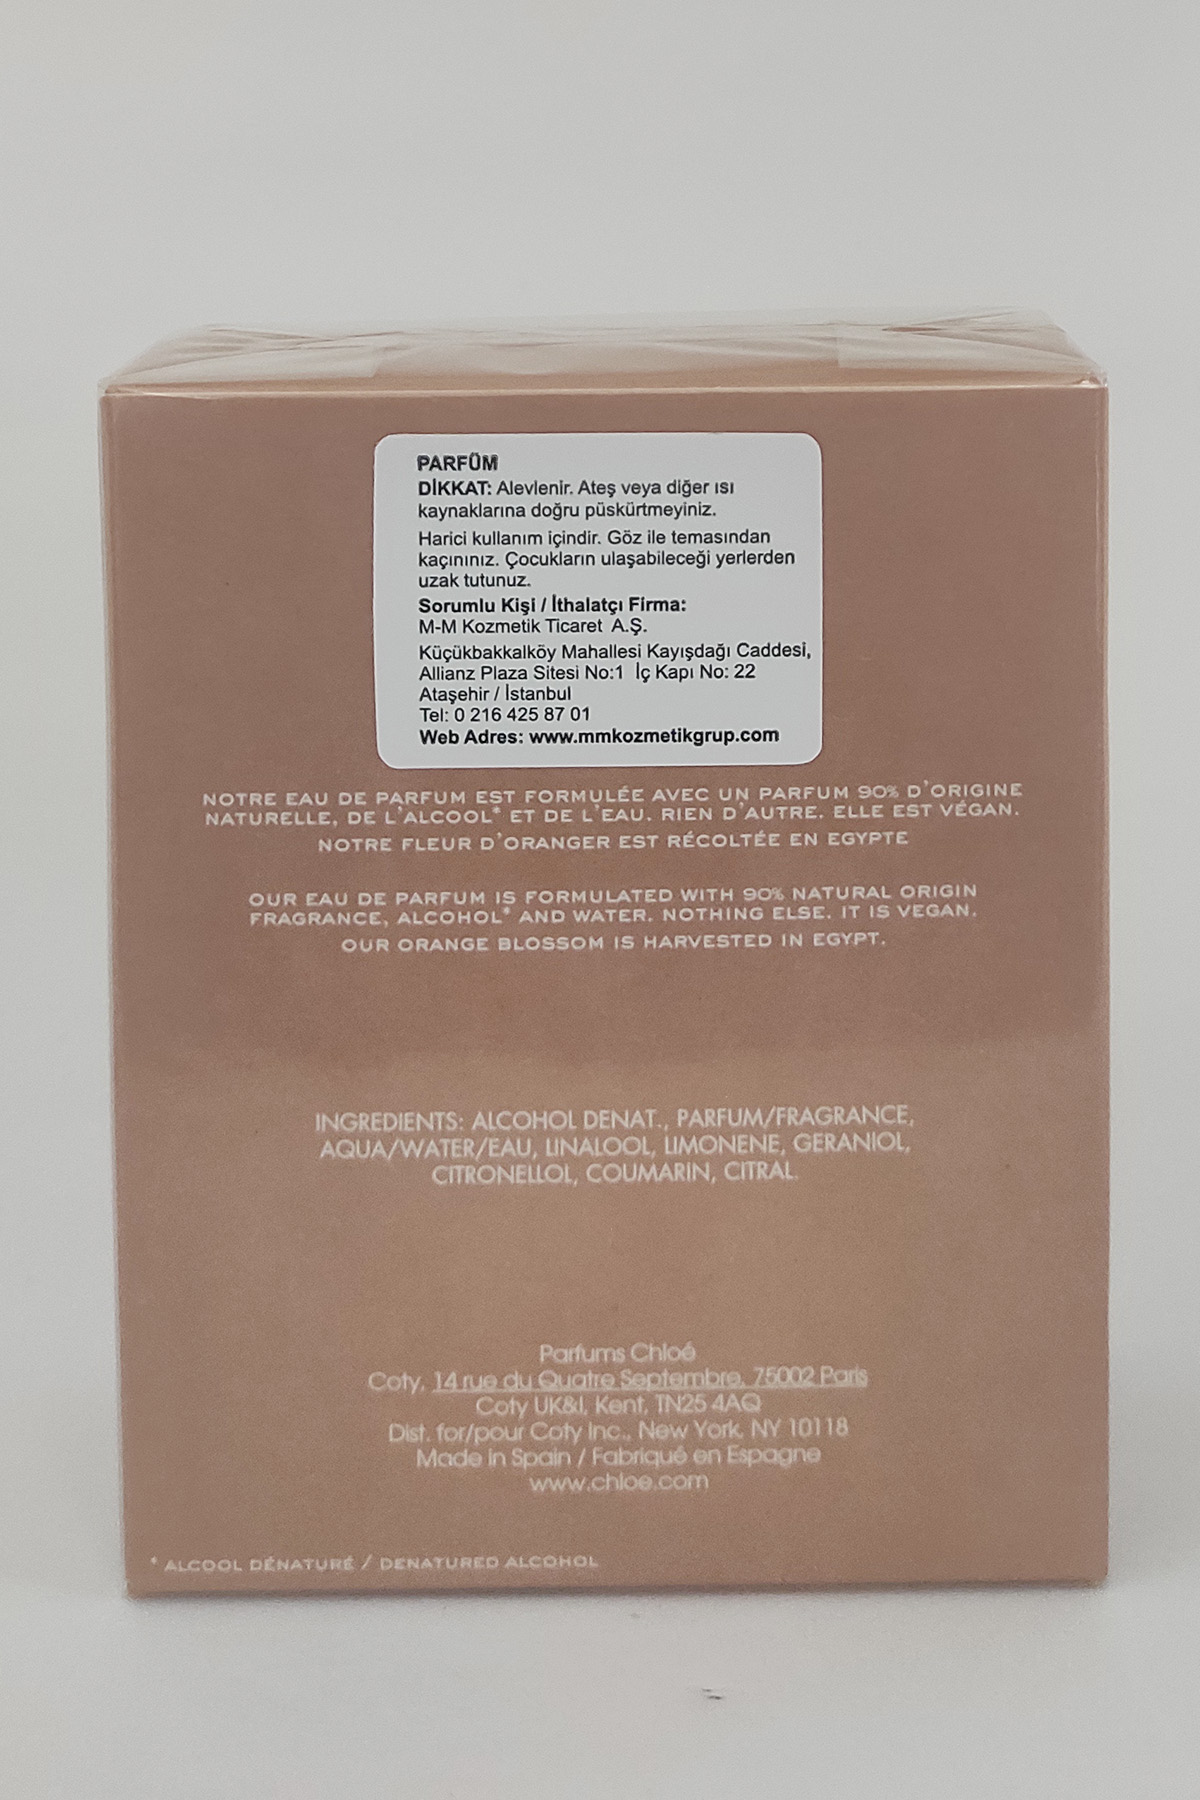 PARFÜM
DİKKAT: Alevlenir. Ateş veya diğer ısı
kaynaklarına doğru püskürtmeyiniz.
Harici kullanım içindir. Göz ile temasından
kaçınınız. Çocukların ulaşabileceği yerlerden
uzak tutunuz.
Sorumlu Kişi / İthalatçı Firma:
M-M Kozmetik Ticaret A.Ş.
Küçükbakkalköy Mahallesi Kayışdağı Caddesi,
Allianz Plaza Sitesi No:1 İç Kapı No: 22
Ataşehir / İstanbul
Tel: 0 216 425 87 01
Web Adres: www.mmkozmetikgrup.com
NOTRE EAU DE PARFUM EST FORMULÉE AVEC UN PARFUM 90% D'ORIGINE
NATURELLE, DE L'ALCOOL* ET DE L'EAU. RIEN D'AUTRE. ELLE EST VÉGAN.
NOTRE FLEUR D'ORANGER EST RÉCOLTÉE EN EGYPTE
OUR EAU DE PARFUM IS FORMULATED WITH 90% NATURAL ORIGIN
FRAGRANCE, ALCOHOL* AND WATER. NOTHING ELSE. IT IS VEGAN.
OUR ORANGE BLOSSOM IS HARVESTED IN EGYPT.
INGREDIENTS: ALCOHOL DENAT., PARFUM/FRAGRANCE,
AQUA/WATER/EAU, LINALOOL, LIMONENE, GERANIOL,
CITRONELLOL, COUMARIN, CITRAL.
Parfums Chloé
Coty, 14 rue du Quatre Septembre, 75002 Paris
Coty UK&I, Kent, TN25 4AQ
Dist. for/pour Coty Inc., New York, NY 10118
Made in Spain / Fabriqué en Espagne
www.chloe.com
* ALCOOL DÉNATURÉ / DENATURED ALCOHOL